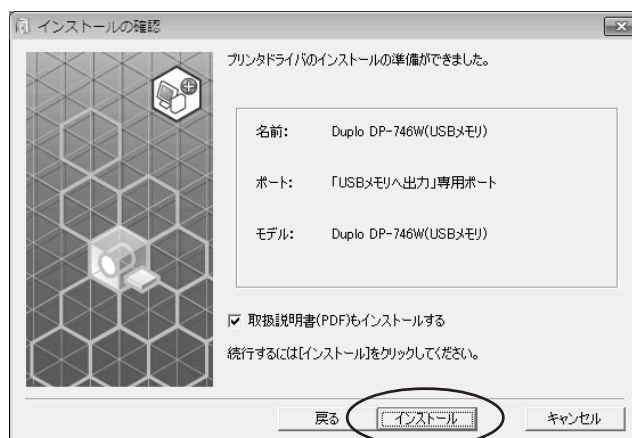 インストールの確認
プリンタドライバのインストールの準備ができました。
名前: Duplo DP-746W(USBメモリ)
ポート: 「USBメモリへ出力」専用ポート
モデル: Duplo DP-746W(USBメモリ)
取扱説明書(PDF)もインストールする
続行するには[インストール]をクリックしてください。
戻る インストール キャンセル